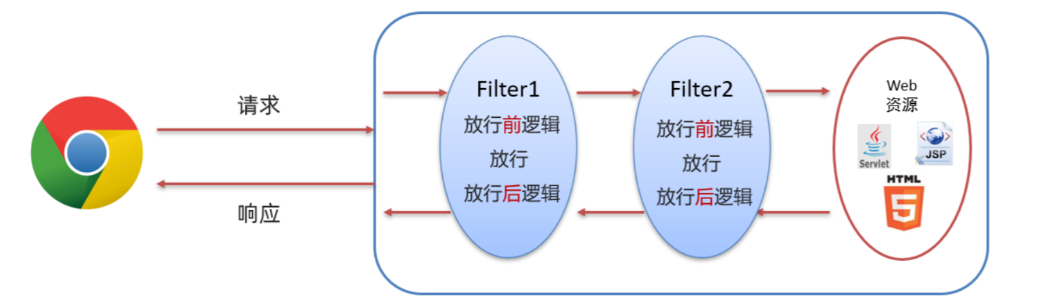 请求
响应
Filter1
放行前逻辑
放行
放行后逻辑
Filter2
放行前逻辑
放行
放行后逻辑
Web
资源
Servlet
JSP
HTML
5